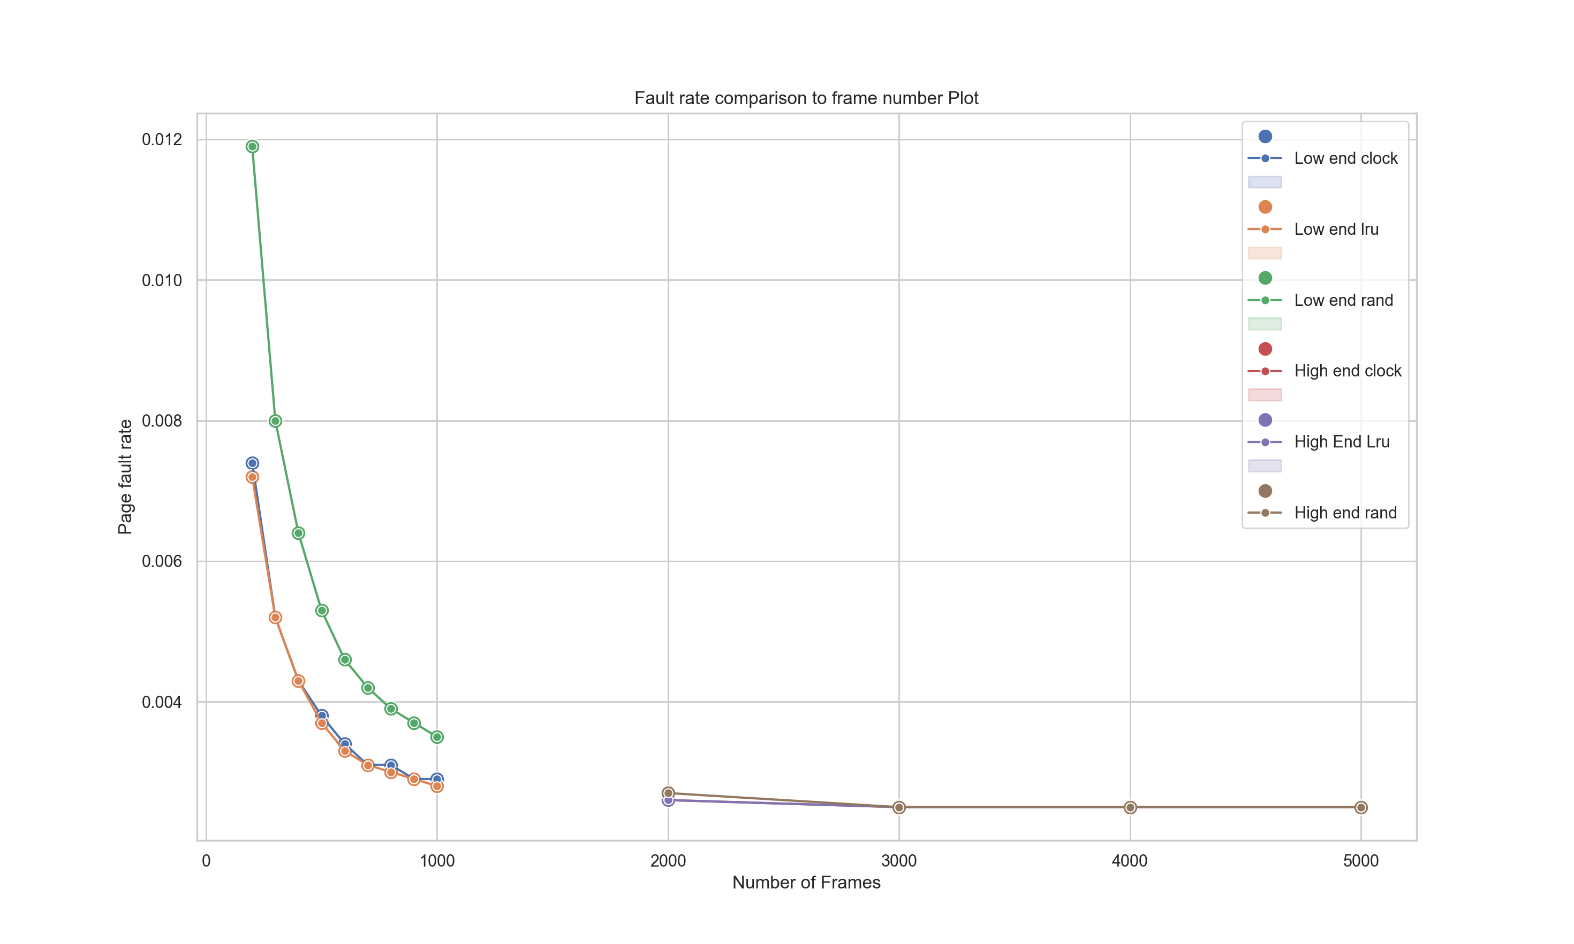 Fault rate comparison to frame number Plot
0.012
0.010
0.008
0.006
0.004
Page fault rate
0
1000
2000
3000
4000
5000
Number of Frames
Low end clock
Low end lru
Low end rand
High end clock
High End Lru
High end rand